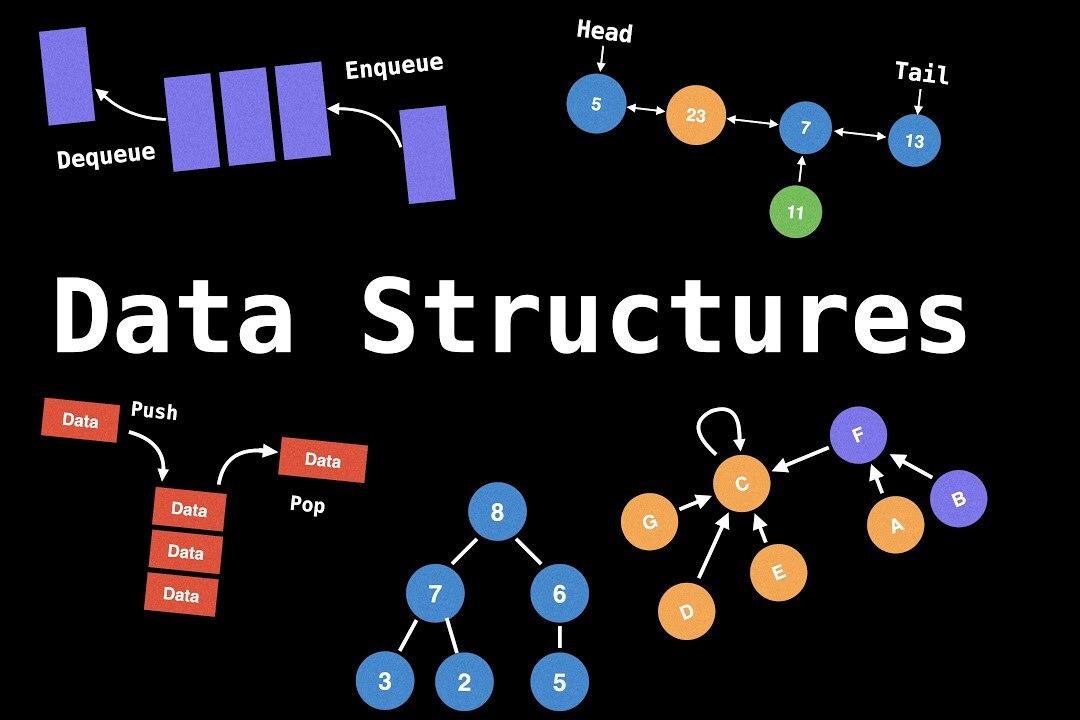 Enqueue
Dequeue
Head
Tail
5
23
7
13
11
Data Structures
Data
Push
Data
Pop
Data
Data
Data
8
7
6
3
2
5
F
C
B
G
A
E
D